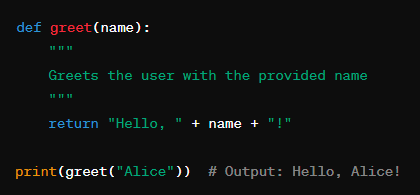 def greet(name):
    """
    Greets the user with the provided name
    """
    return "Hello, " + name + "!"
print(greet("Alice"))  # Output: Hello, Alice!